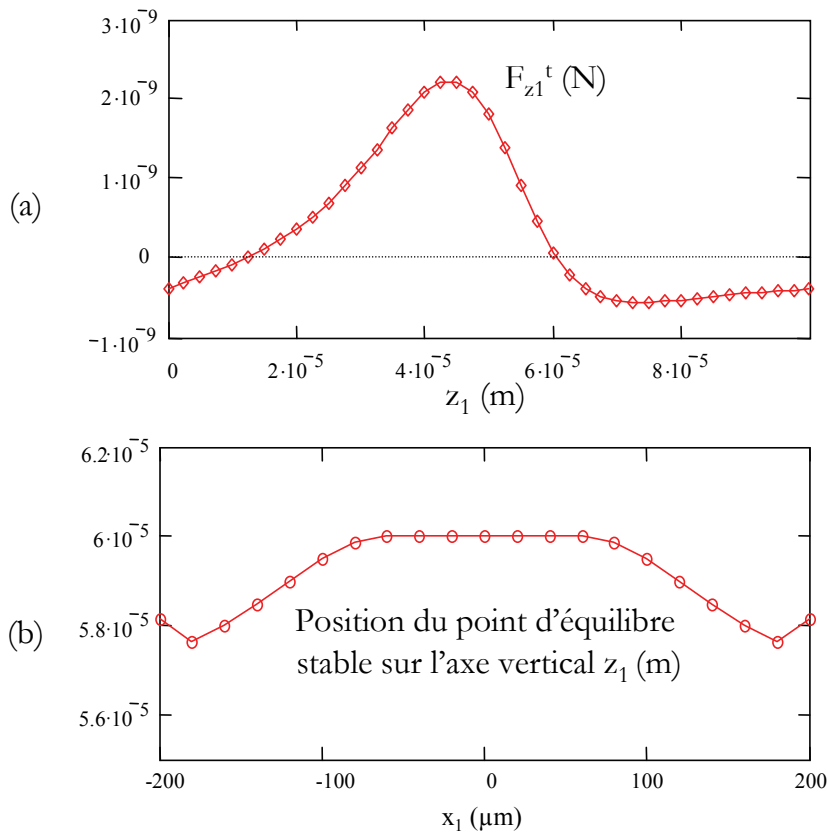 (a)
3·10⁻⁹
2·10⁻⁹
1·10⁻⁹
0
−1·10⁻⁹
F_z1^t (N)
0 2·10⁻⁵ 4·10⁻⁵ 6·10⁻⁵ 8·10⁻⁵
z₁ (m)
(b)
6.2·10⁻⁵
6·10⁻⁵
5.8·10⁻⁵
5.6·10⁻⁵
Position du point d'équilibre
stable sur l'axe vertical z₁ (m)
-200 -100 0 100 200
x₁ (µm)